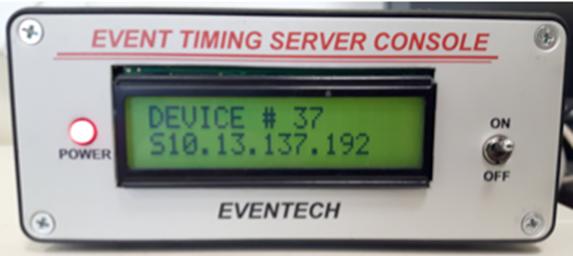 EVENT TIMING SERVER CONSOLE
DEVICE # 37
S10.13.137.192
POWER
ON
OFF
EVENTECH